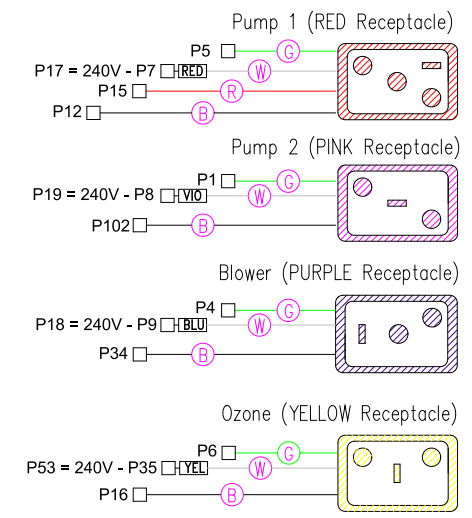 Pump 1 (RED Receptacle)
P5 G
P17 = 240V - P7 RED W
P15 R
P12 B
Pump 2 (PINK Receptacle)
P1 G
P19 = 240V - P8 VIO W
P102 B
Blower (PURPLE Receptacle)
P4 G
P18 = 240V - P9 BLU W
P34 B
Ozone (YELLOW Receptacle)
P6 G
P53 = 240V - P35 YEL W
P16 B